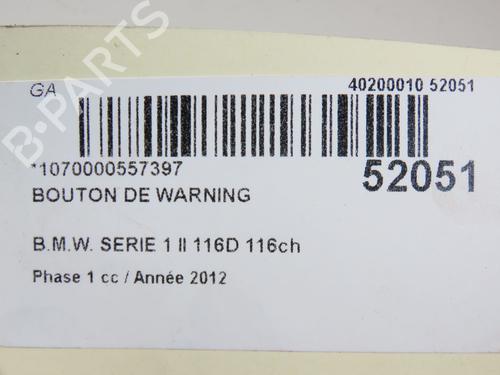 GA
40200010 52051
B-PARTS
*1070000557397
52051
BOUTON DE WARNING
B.M.W. SERIE 1 II 116D 116ch
Phase 1 cc / Année 2012